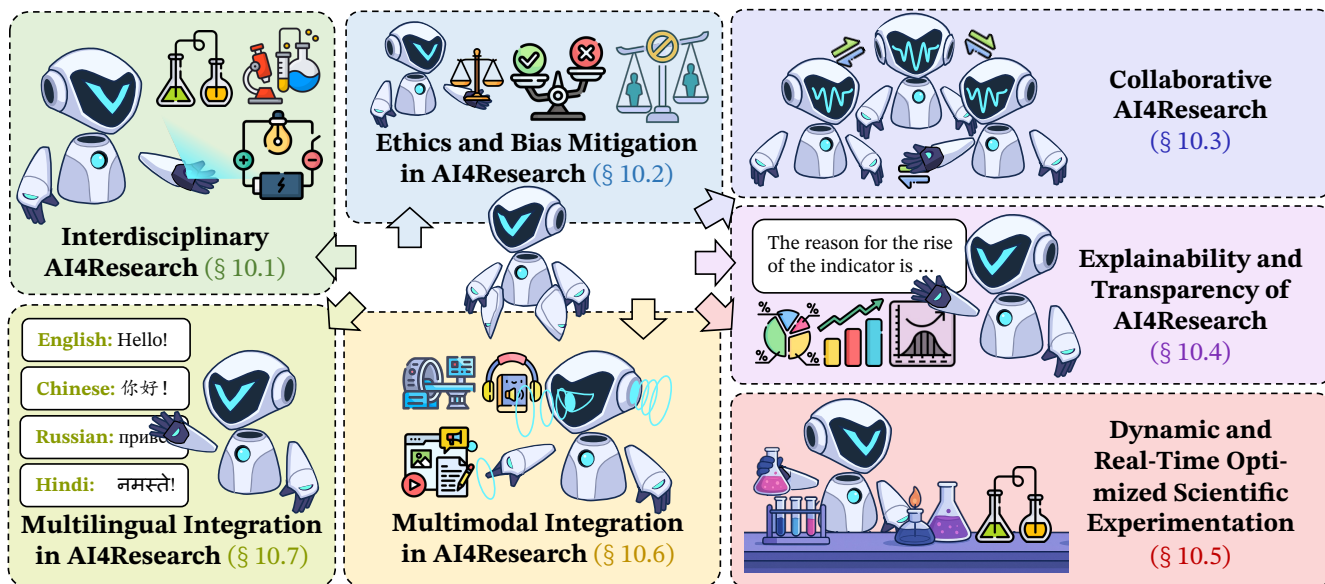 Interdisciplinary
AI4Research (§ 10.1)
Ethics and Bias Mitigation
in AI4Research (§ 10.2)
Collaborative
AI4Research
(§ 10.3)
The reason for the rise
of the indicator is ...
% %
% %
Explainability and
Transparency of
AI4Research
(§ 10.4)
Dynamic and
Real-Time Opti-
mized Scientific
Experimentation
(§ 10.5)
Multimodal Integration
in AI4Research (§ 10.6)
English: Hello!
Chinese: 你好!
Russian:
Hindi: नमस्ते!
Multilingual Integration
in AI4Research (§ 10.7)